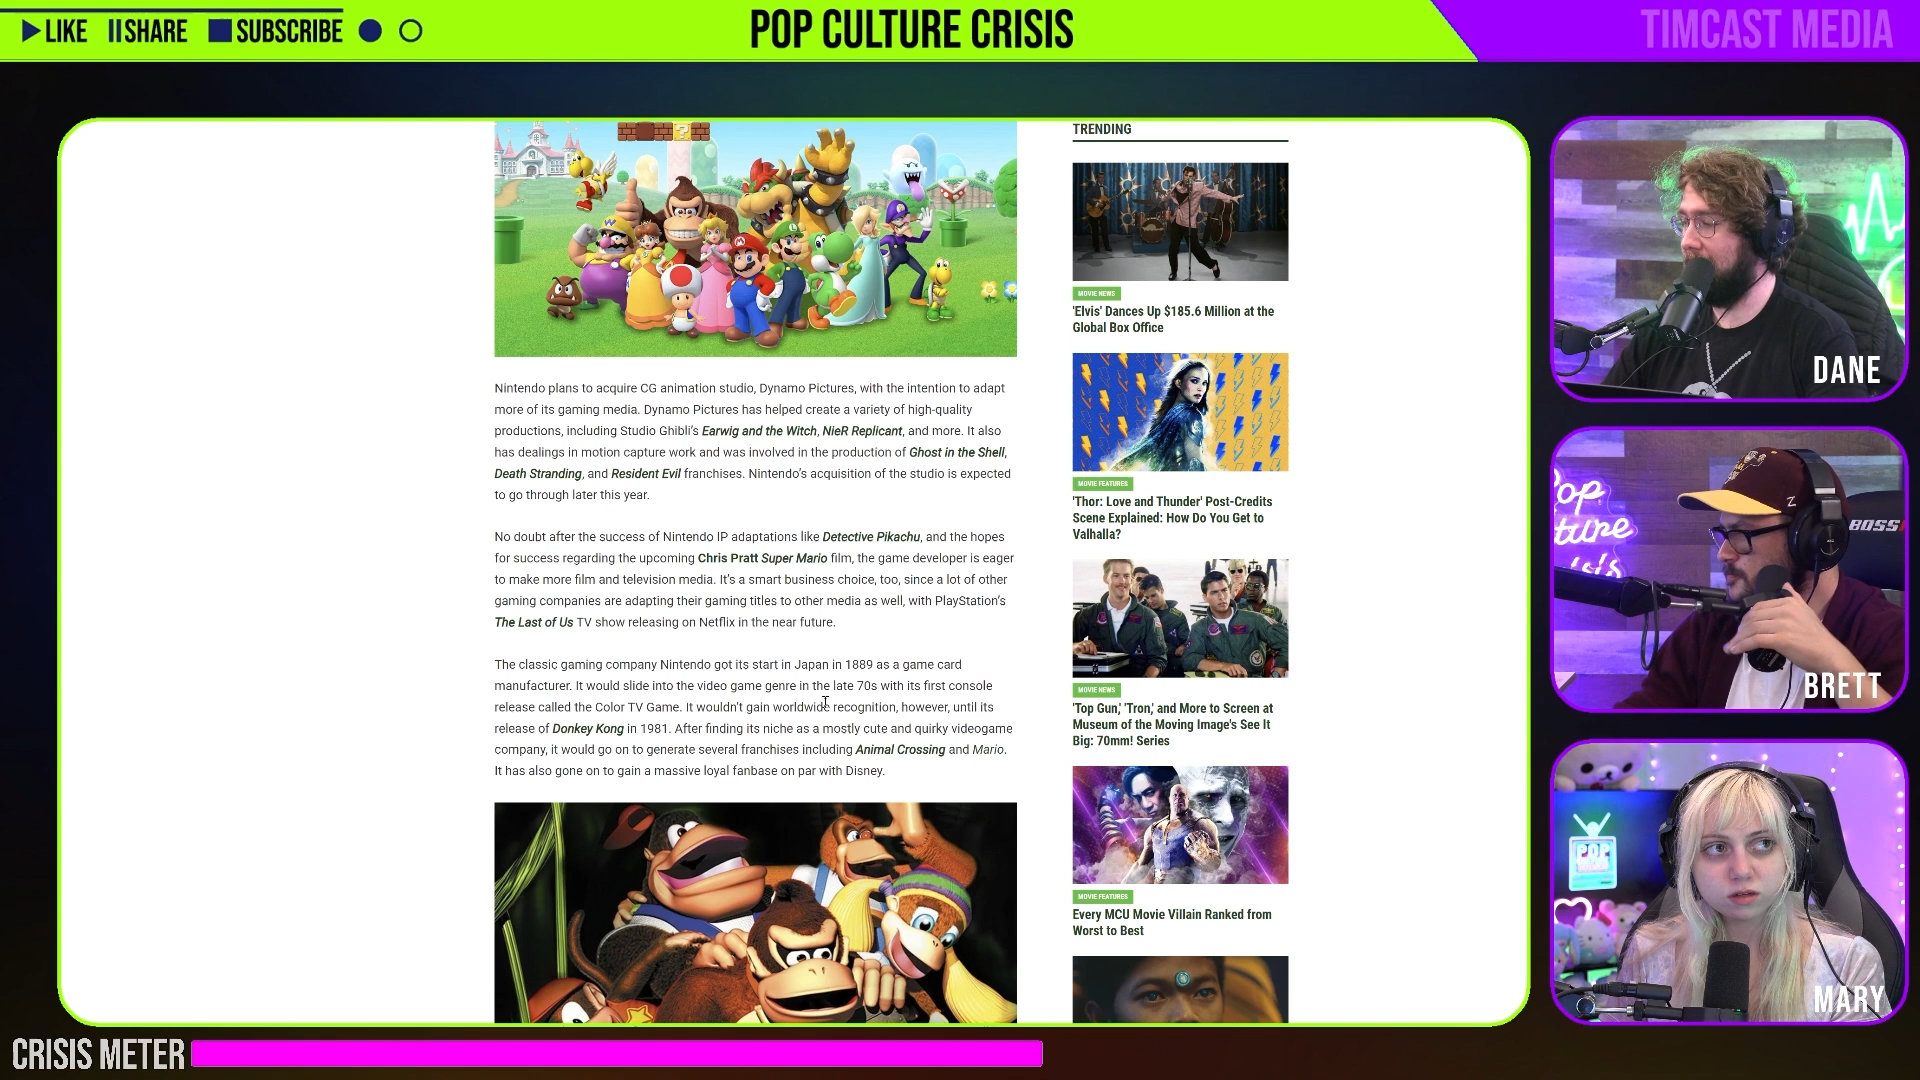 LIKE SHARE SUBSCRIBE
POP CULTURE CRISIS
TIMCAST MEDIA
Nintendo plans to acquire CG animation studio, Dynamo Pictures, with the intention to adapt
more of its gaming media. Dynamo Pictures has helped create a variety of high-quality
productions, including Studio Ghibli's Earwig and the Witch, NieR Replicant, and more. It also
has dealings in motion capture work and was involved in the production of Ghost in the Shell,
Death Stranding, and Resident Evil franchises. Nintendo's acquisition of the studio is expected
to go through later this year.
No doubt after the success of Nintendo IP adaptations like Detective Pikachu, and the hopes
for success regarding the upcoming Chris Pratt Super Mario film, the game developer is eager
to make more film and television media. It's a smart business choice, too, since a lot of other
gaming companies are adapting their gaming titles to other media as well, with PlayStation's
The Last of Us TV show releasing on Netflix in the near future.
The classic gaming company Nintendo got its start in Japan in 1889 as a game card
manufacturer. It would slide into the video game genre in the late 70s with its first console
release called the Color TV Game. It wouldn't gain worldwide recognition, however, until its
release of Donkey Kong in 1981. After finding its niche as a mostly cute and quirky videogame
company, it would go on to generate several franchises including Animal Crossing and Mario.
It has also gone on to gain a massive loyal fanbase on par with Disney.
TRENDING
MOVIE NEWS
'Elvis' Dances Up $185.6 Million at the
Global Box Office
MOVIE FEATURES
'Thor: Love and Thunder' Post-Credits
Scene Explained: How Do You Get to
Valhalla?
MOVIE NEWS
'Top Gun,' 'Tron,' and More to Screen at
Museum of the Moving Image's See It
Big: 70mm! Series
MOVIE FEATURES
Every MCU Movie Villain Ranked from
Worst to Best
DANE
BOSS
BRETT
POP
MARY
CRISIS METER